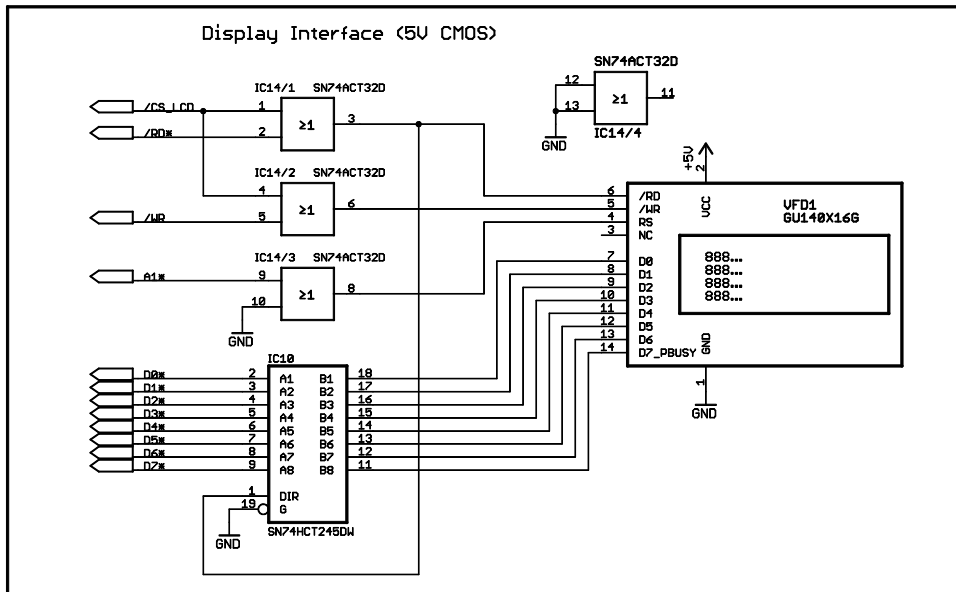 Display Interface (5V CMOS)
SN74ACT32D
12
13
≥1
11
IC14/4
GND
IC14/1 SN74ACT32D
/CS_LCD
1
/RD*
2
≥1
3
IC14/2 SN74ACT32D
4
/WR
5
≥1
6
IC14/3 SN74ACT32D
A1*
9
10
≥1
8
GND
+5V
2
VCC
VFD1
GU140X16G
6 /RD
5 /WR
4 RS
3 NC
7 D0
8 D1
9 D2
10 D3
11 D4
12 D5
13 D6
14 D7_PBUSY
888...
888...
888...
888...
GND
1
GND
IC10
D0* 2 A1 B1 18
D1* 3 A2 B2 17
D2* 4 A3 B3 16
D3* 5 A4 B4 15
D4* 6 A5 B5 14
D5* 7 A6 B6 13
D6* 8 A7 B7 12
D7* 9 A8 B8 11
1 DIR
19 G
GND
SN74HCT245DW